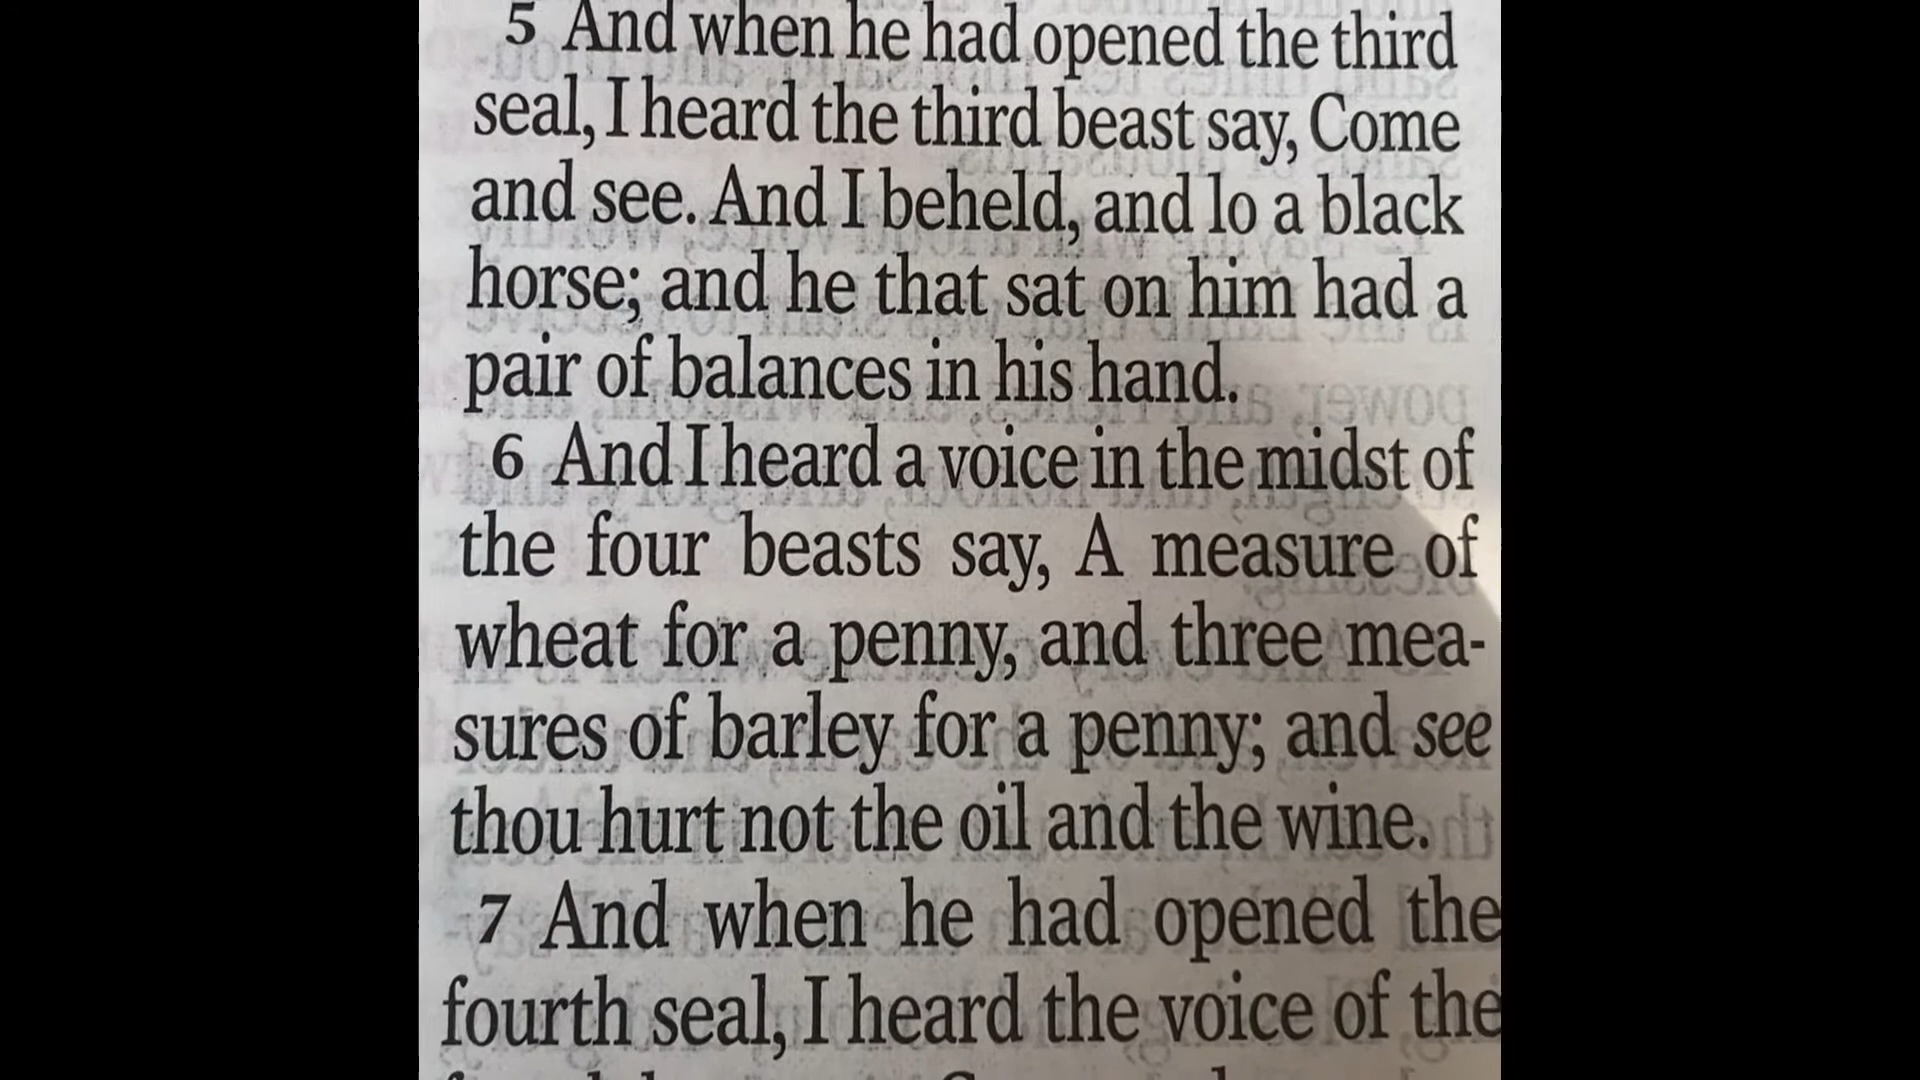 5 And when he had opened the third
seal, I heard the third beast say, Come
and see. And I beheld, and lo a black
horse; and he that sat on him had a
pair of balances in his hand.
6 And I heard a voice in the midst of
the four beasts say, A measure of
wheat for a penny, and three mea-
sures of barley for a penny; and see
thou hurt not the oil and the wine.
7 And when he had opened the
fourth seal, I heard the voice of the